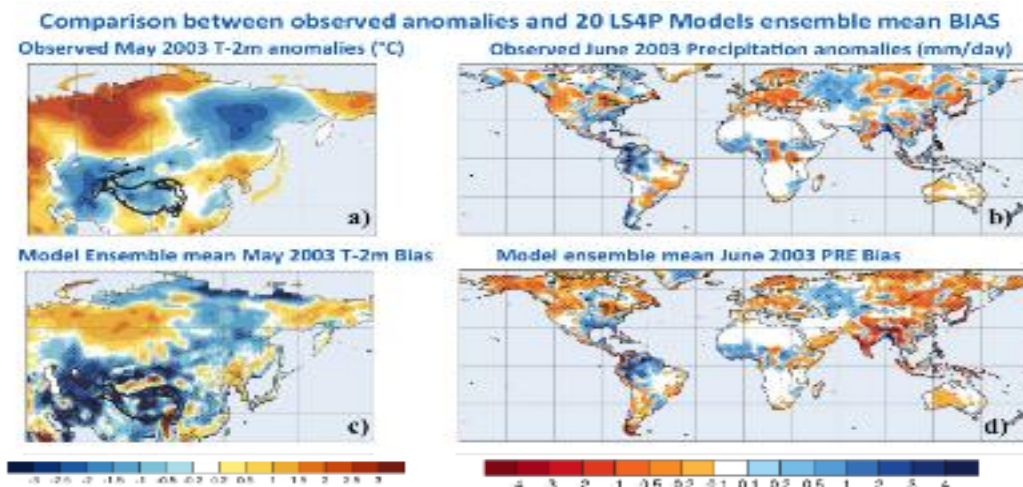 Comparison between observed anomalies and 20 LS4P Models ensemble mean BIAS
Observed May 2003 T-2m anomalies (°C)
Observed June 2003 Precipitation anomalies (mm/day)
a)
b)
Model Ensemble mean May 2003 T-2m Bias
Model ensemble mean June 2003 PRE Bias
c)
d)
-3 -2.5 -2 -1.5 -1 -0.5 -0.2 0.2 0.5 1 1.5 2 2.5 3
-4 -3 -2 -1 -0.5 -0.2 -0.1 0.1 0.2 0.5 1 2 3 4